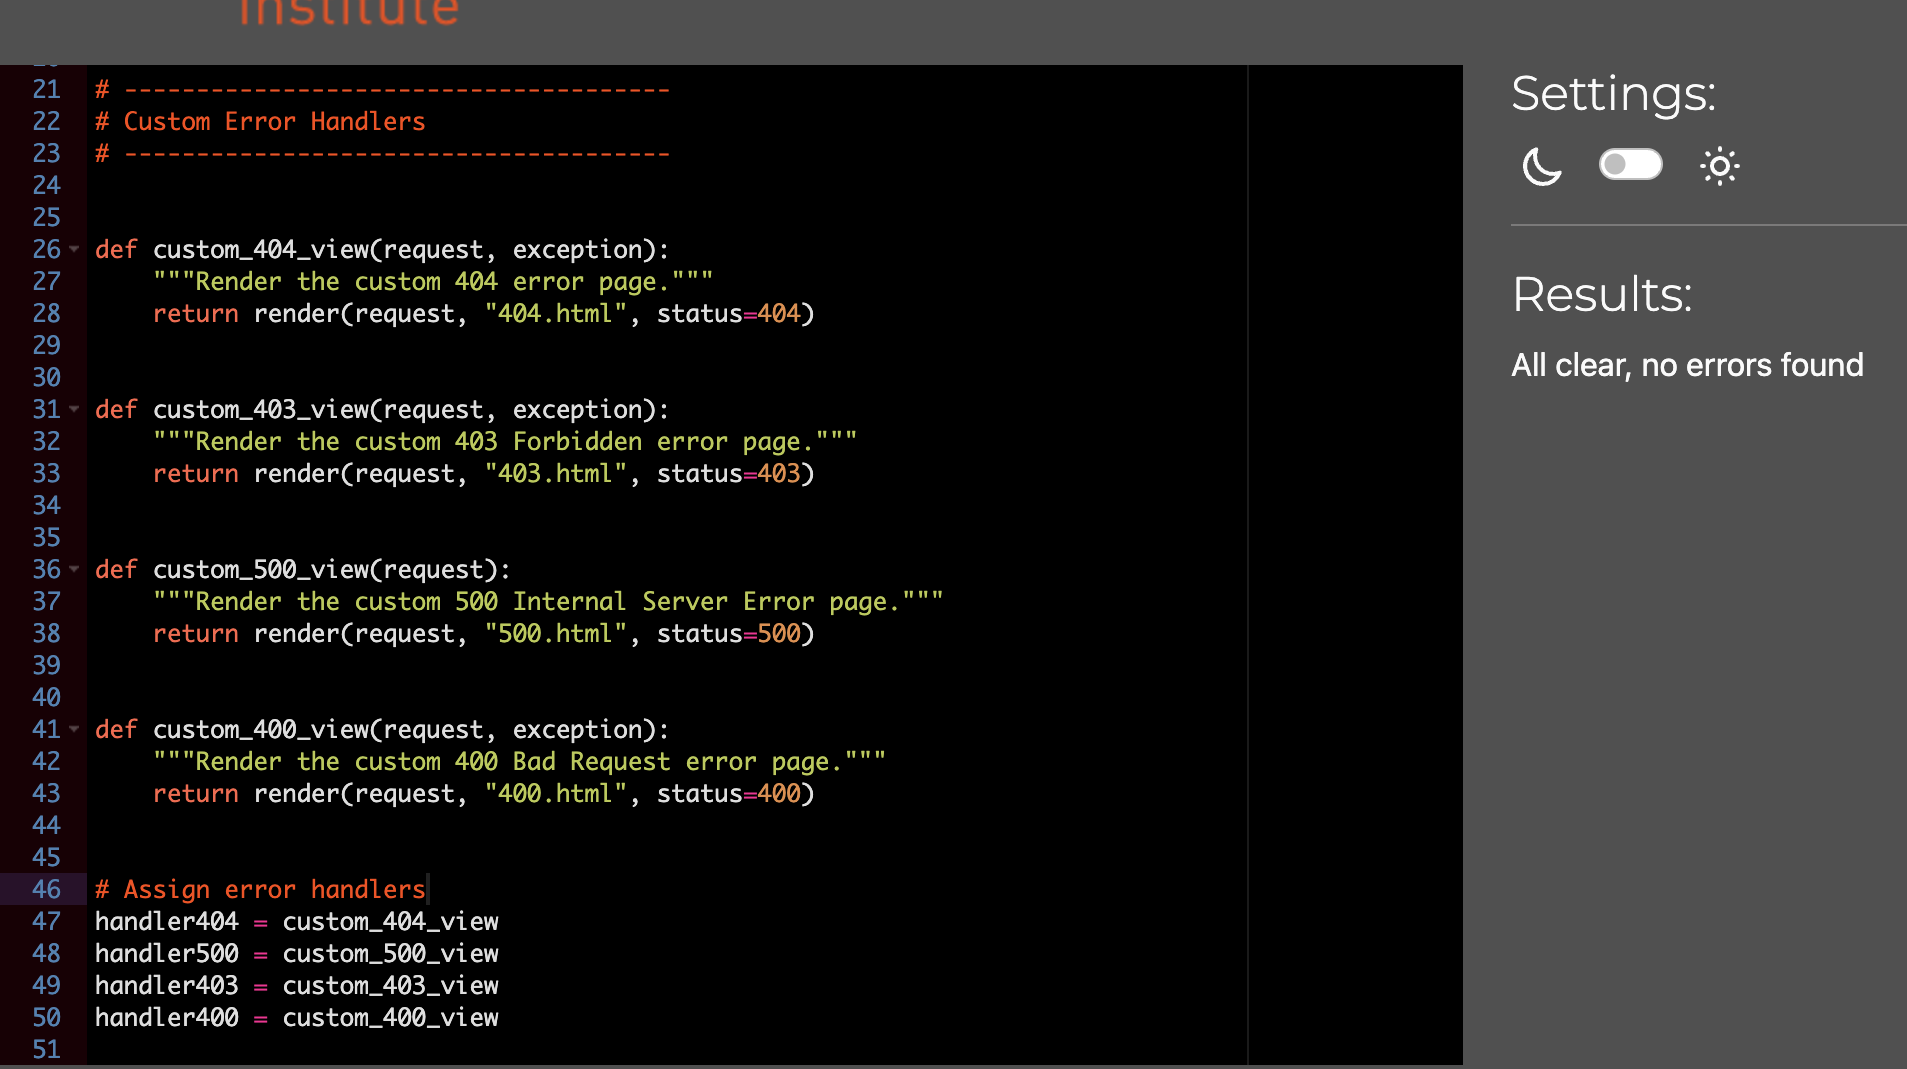 Institute
21 # --------------------------------------
22 # Custom Error Handlers
23 # --------------------------------------
24
25
26 def custom_404_view(request, exception):
27     """Render the custom 404 error page."""
28     return render(request, "404.html", status=404)
29
30
31 def custom_403_view(request, exception):
32     """Render the custom 403 Forbidden error page."""
33     return render(request, "403.html", status=403)
34
35
36 def custom_500_view(request):
37     """Render the custom 500 Internal Server Error page."""
38     return render(request, "500.html", status=500)
39
40
41 def custom_400_view(request, exception):
42     """Render the custom 400 Bad Request error page."""
43     return render(request, "400.html", status=400)
44
45
46 # Assign error handlers
47 handler404 = custom_404_view
48 handler500 = custom_500_view
49 handler403 = custom_403_view
50 handler400 = custom_400_view
51
Settings:
Results:
All clear, no errors found